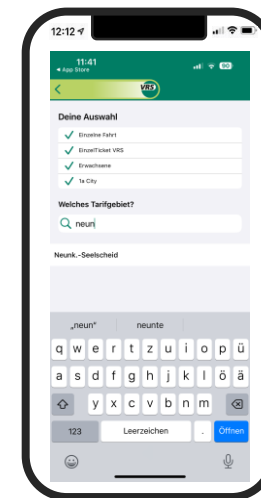 12:12
11:41
◂ App Store
90
VRS
Deine Auswahl
Einzelne Fahrt
EinzelTicket VRS
Erwachsene
1a City
Welches Tarifgebiet?
neun
Neunk.-Seelscheid
„neun“ neunte
q w e r t z u i o p ü
a s d f g h j k l ö ä
y x c v b n m
123 Leerzeichen . Öffnen